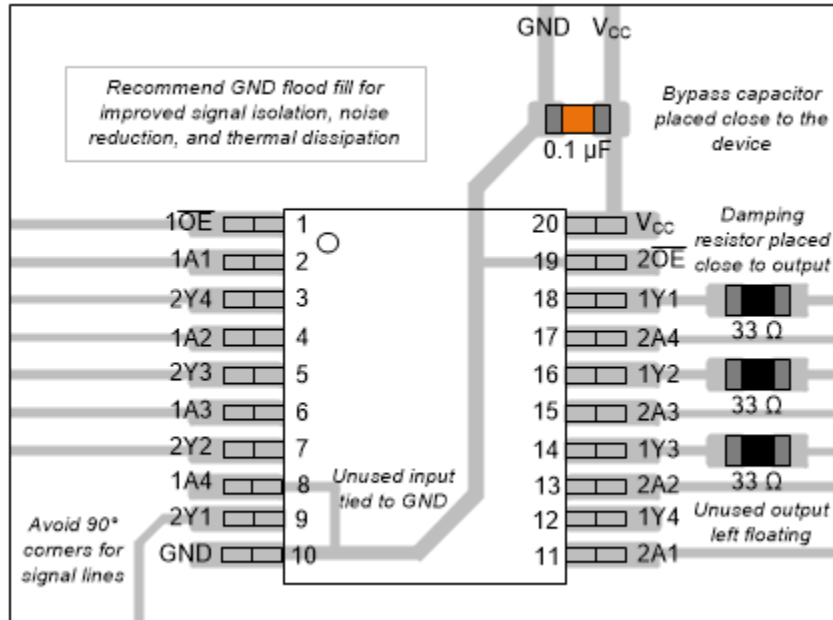 GND VCC
Recommend GND flood fill for
improved signal isolation, noise
reduction, and thermal dissipation
Bypass capacitor
placed close to the
device
0.1 µF
1O̅E̅ 1 20 VCC
Damping
resistor placed
close to output
1A1 2 19 2O̅E̅
2Y4 3 18 1Y1
33 Ω
1A2 4 17 2A4
2Y3 5 16 1Y2
33 Ω
1A3 6 15 2A3
2Y2 7 14 1Y3
33 Ω
1A4 8 13 2A2
Unused input
tied to GND
2Y1 9 12 1Y4
Unused output
left floating
Avoid 90°
corners for
signal lines
GND 10 11 2A1